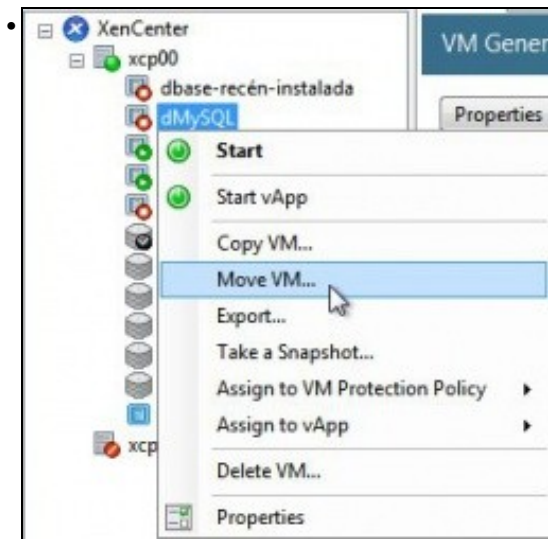 XenCenter
xcp00
dbase-recén-instalada
dMySQL
VM Gener
Properties
Start
Start vApp
Copy VM...
Move VM...
Export...
Take a Snapshot...
Assign to VM Protection Policy
Assign to vApp
Delete VM...
xcp
Properties